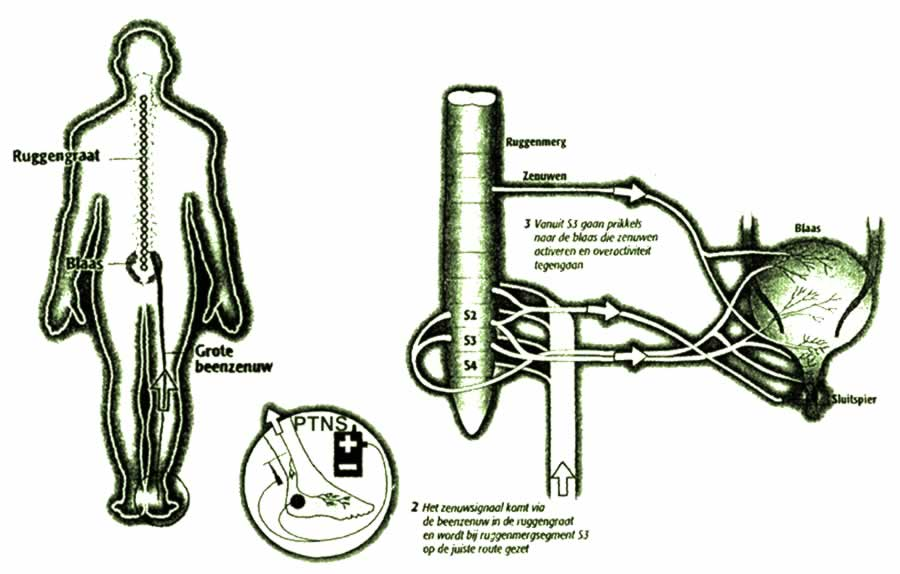 Ruggengraat
Blaas
Grote
beenzenuw
PTNS
+
-
Ruggenmerg
Zenuwen
3 Vanuit S3 gaan prikkels
naar de blaas die zenuwen
activeren en overactiviteit
tegengaan
S2
S3
S4
Blaas
Sluitspier
2 Het zenuwsignaal komt via
de beenzenuw in de ruggengraat
en wordt bij ruggenmergsegment S3
op de juiste route gezet